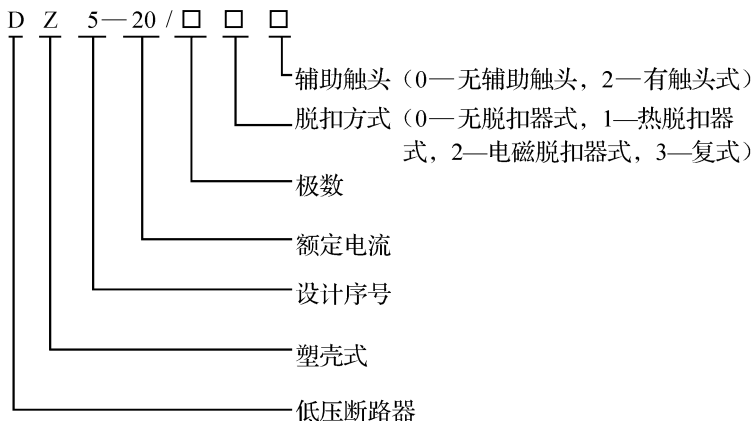 D Z 5—20/□ □ □
辅助触头（0—无辅助触头，2—有触头式）
脱扣方式（0—无脱扣器式，1—热脱扣器
式，2—电磁脱扣器式，3—复式）
极数
额定电流
设计序号
塑壳式
低压断路器